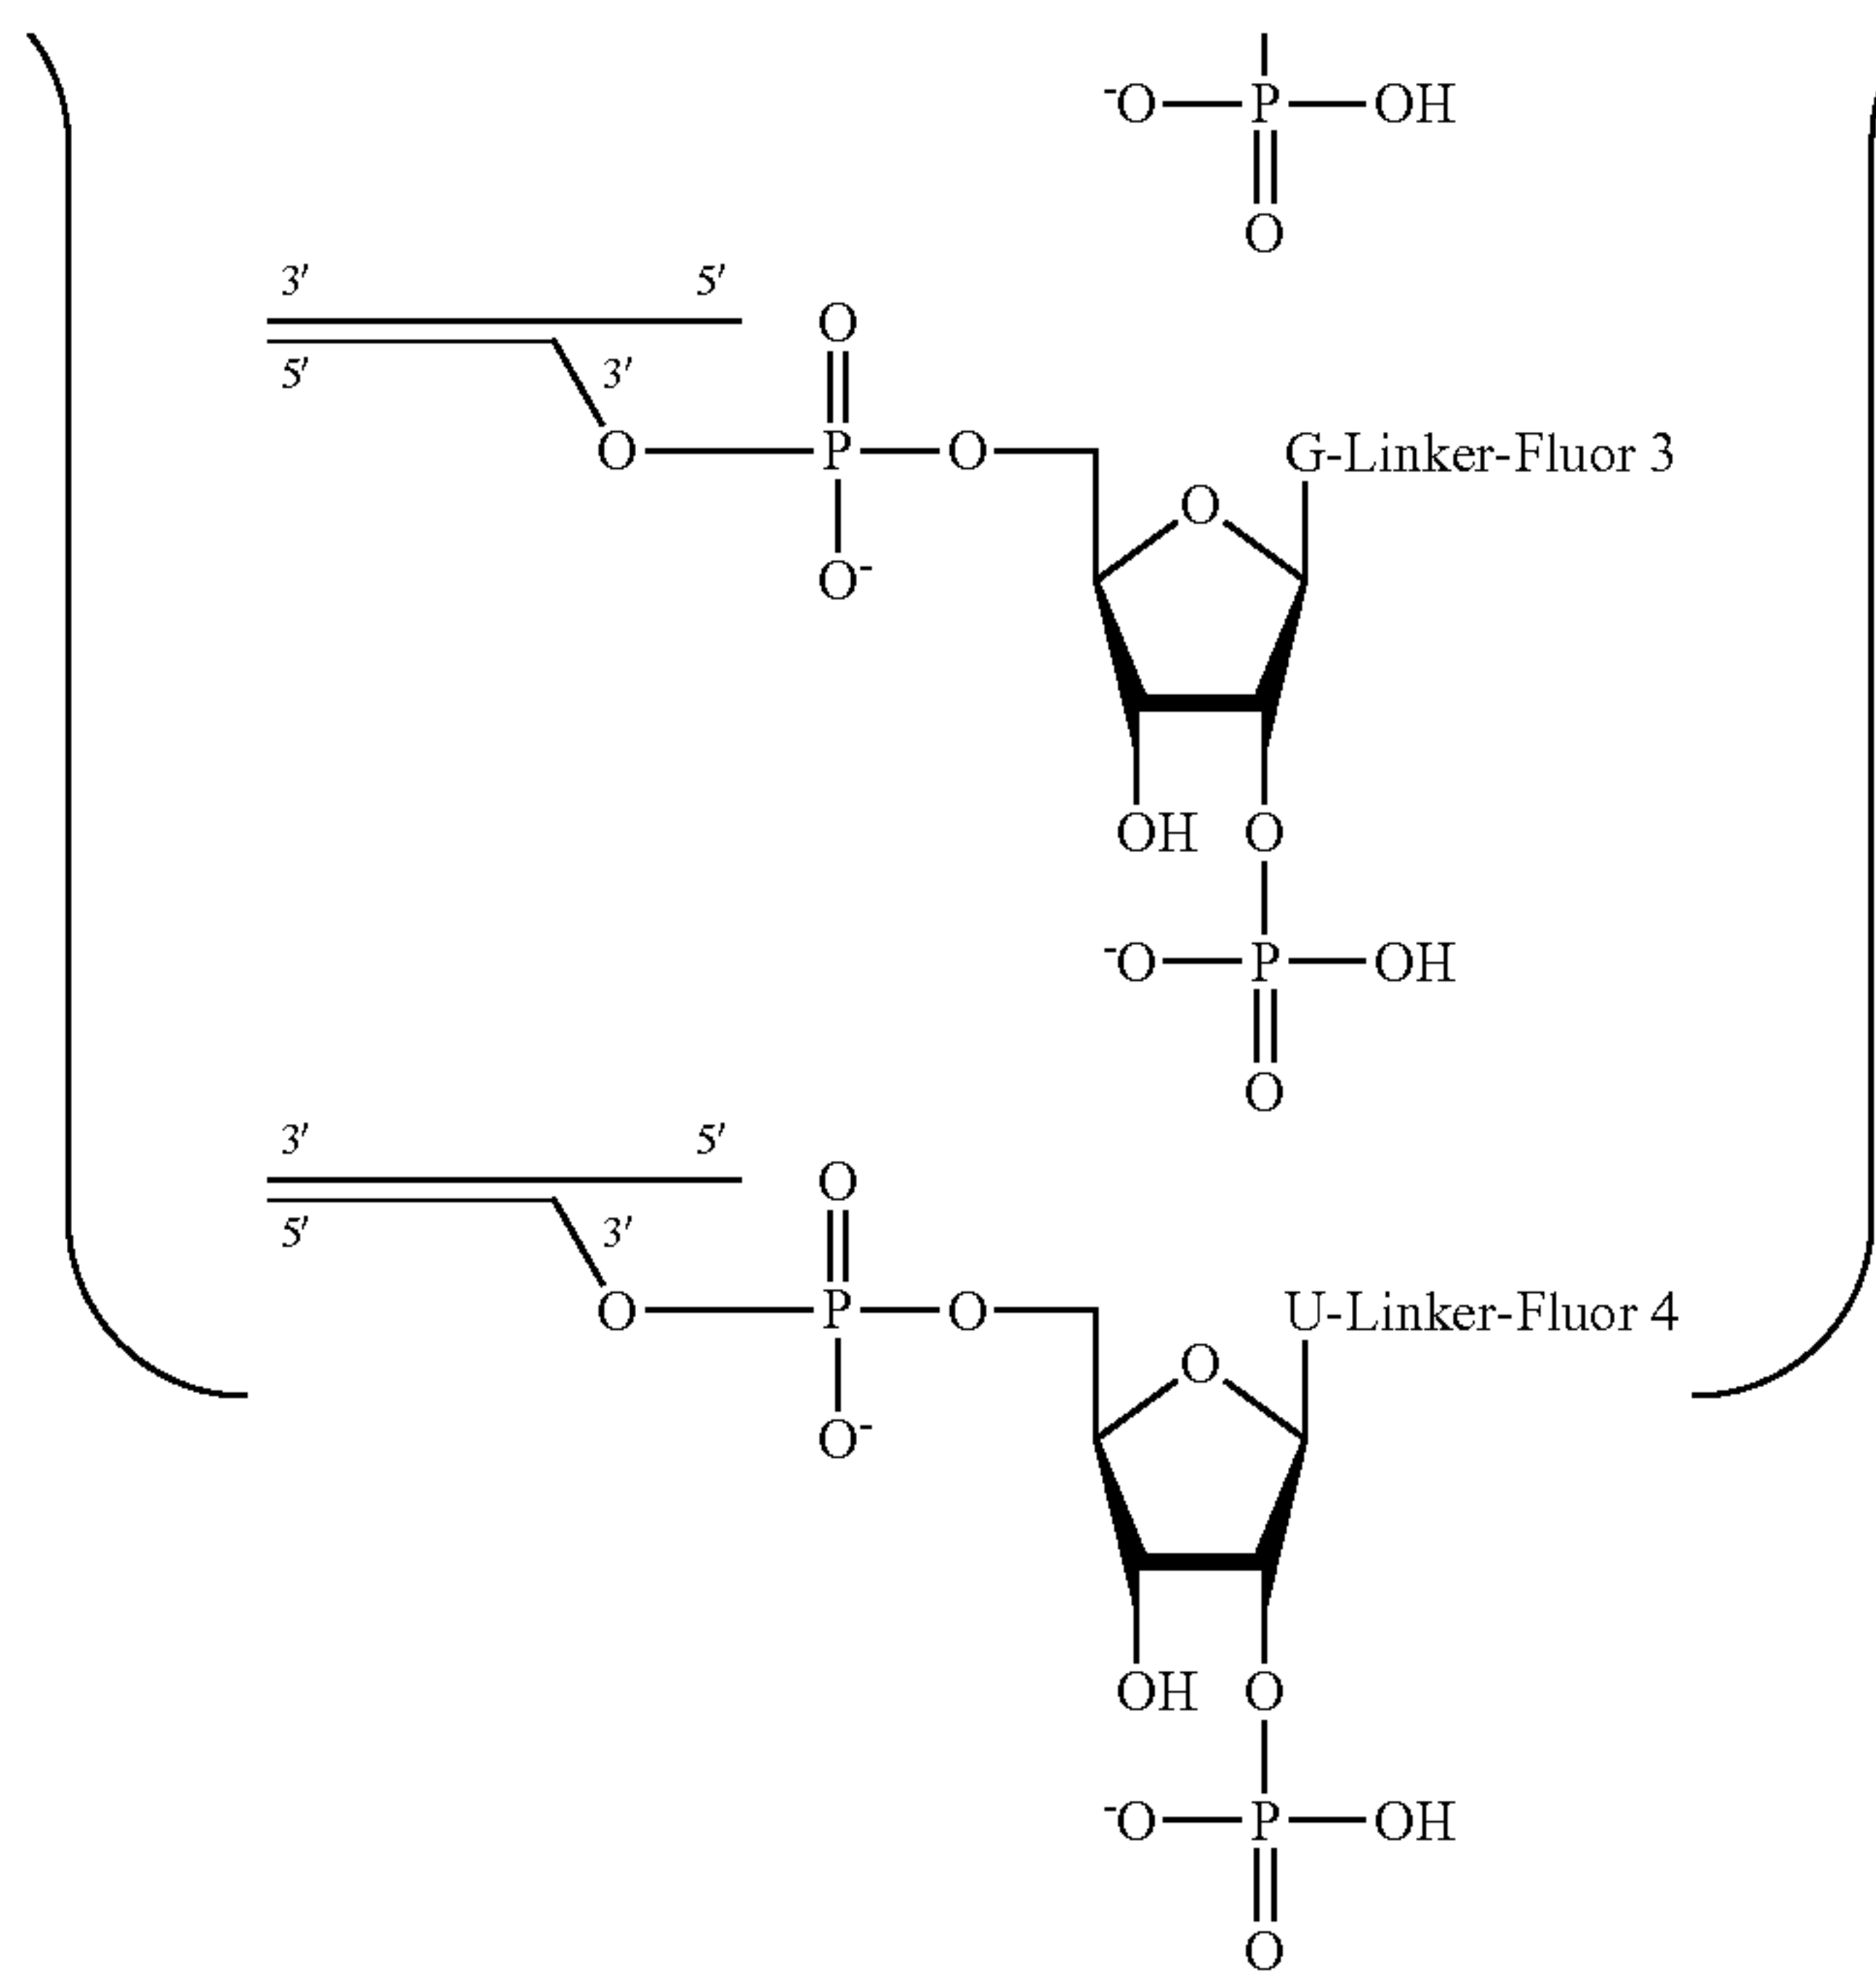 ⁻O P OH
O
3′ 5′
O
5′ 3′
O P O G-Linker-Fluor 3
O
O⁻
OH O
⁻O P OH
O
3′ 5′
O
5′ 3′
O P O U-Linker-Fluor 4
O
O⁻
OH O
⁻O P OH
O